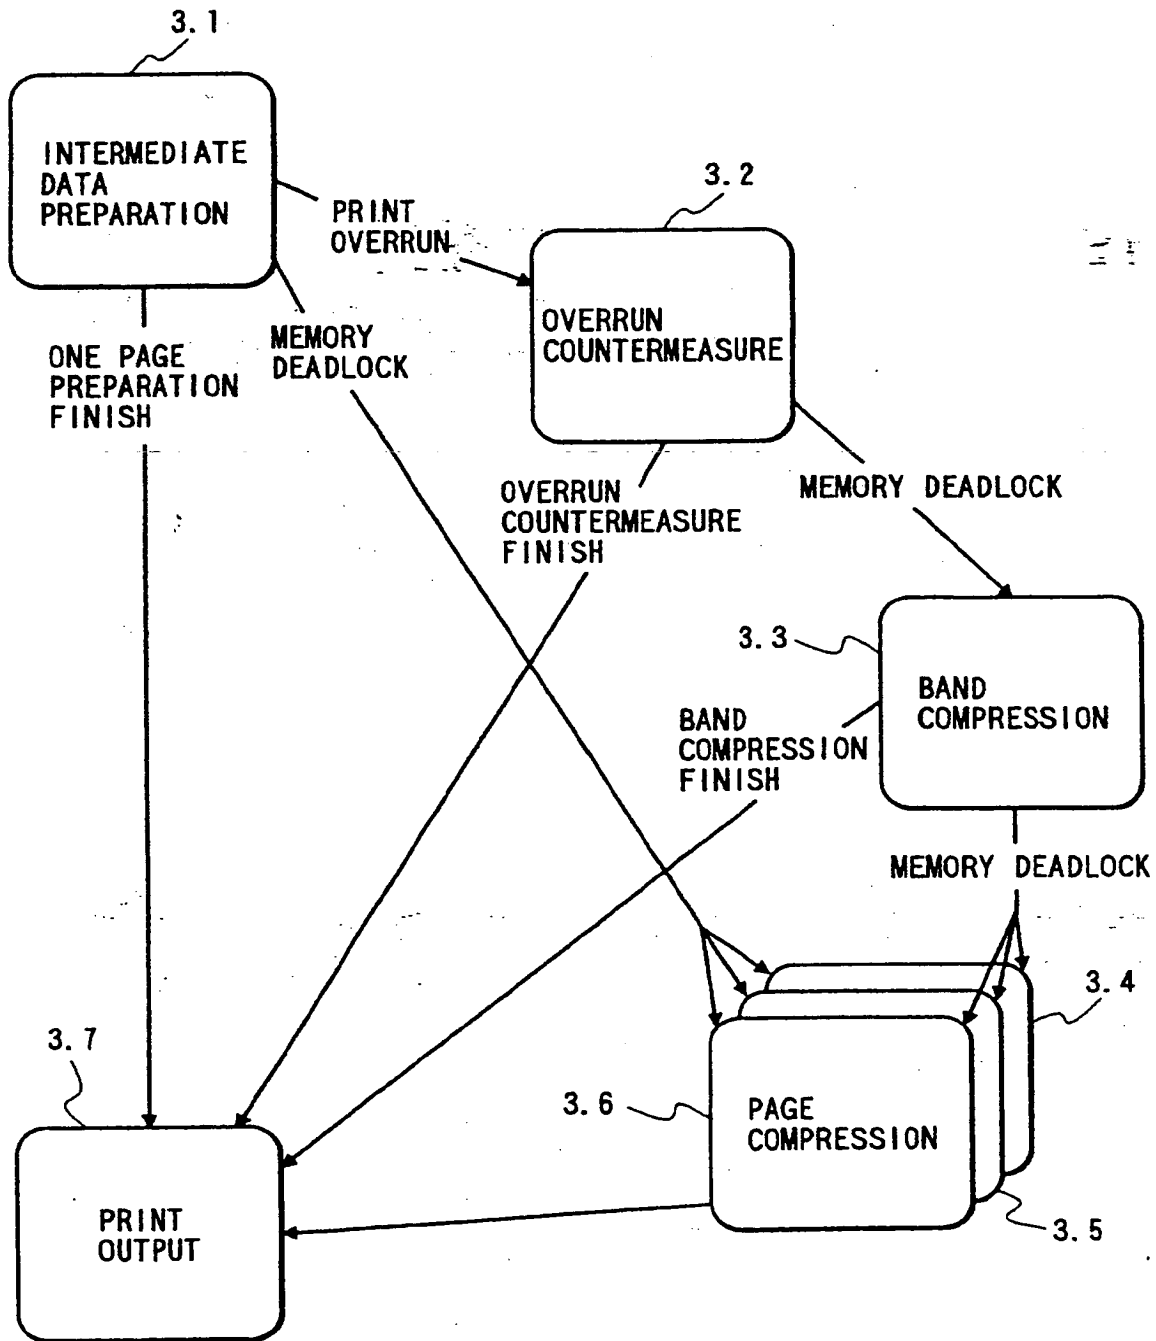 3.1
INTERMEDIATE
DATA
PREPARATION
PRINT
OVERRUN
3.2
OVERRUN
COUNTERMEASURE
ONE PAGE
PREPARATION
FINISH
MEMORY
DEADLOCK
OVERRUN
COUNTERMEASURE
FINISH
MEMORY DEADLOCK
3.3
BAND
COMPRESSION
BAND
COMPRESSION
FINISH
MEMORY DEADLOCK
3.4
3.7
3.6
PAGE
COMPRESSION
3.5
PRINT
OUTPUT